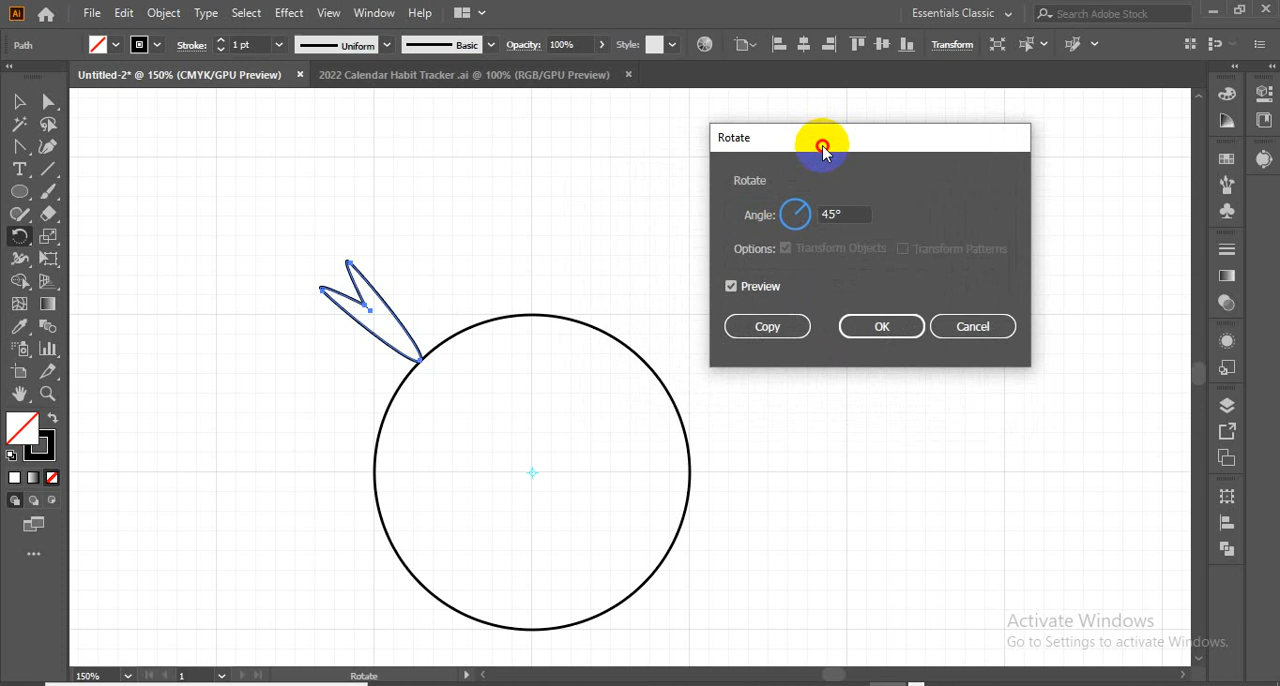 Ai File Edit Object Type Select Effect View Window Help Essentials Classic Search Adobe Stock
Path Stroke: 1 pt Uniform Basic Opacity: 100% Style: Transform
Untitled-2* @ 150% (CMYK/GPU Preview) × 2022 Calendar Habit Tracker .ai @ 100% (RGB/GPU Preview) ×
Rotate
Rotate
Angle: 45°
Options: Transform Objects Transform Patterns
Preview
Copy OK Cancel
Activate Windows
Go to Settings to activate Windows.
150% 1 Rotate